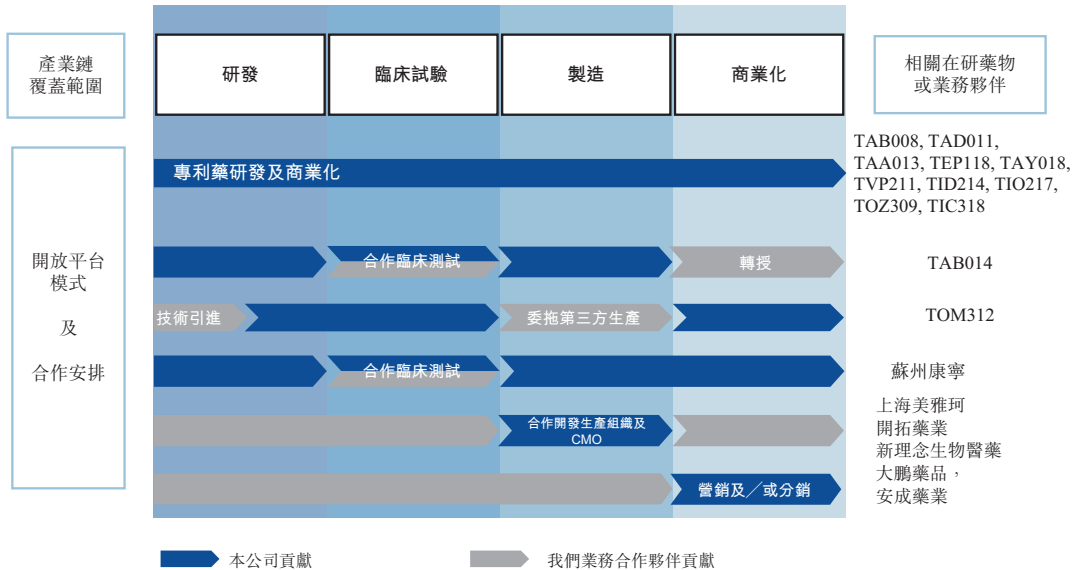 產業鏈
覆蓋範圍
研發
臨床試驗
製造
商業化
相關在研藥物
或業務夥伴
開放平台
模式
及
合作安排
專利藥研發及商業化
TAB008, TAD011,
TAA013, TEP118, TAY018,
TVP211, TID214, TIO217,
TOZ309, TIC318
合作臨床測試
轉授
TAB014
技術引進
委拖第三方生產
TOM312
合作臨床測試
蘇州康寧
合作開發生產組織及
CMO
上海美雅珂
開拓藥業
新理念生物醫藥
大鵬藥品，
安成藥業
營銷及／或分銷
本公司貢獻
我們業務合作夥伴貢獻